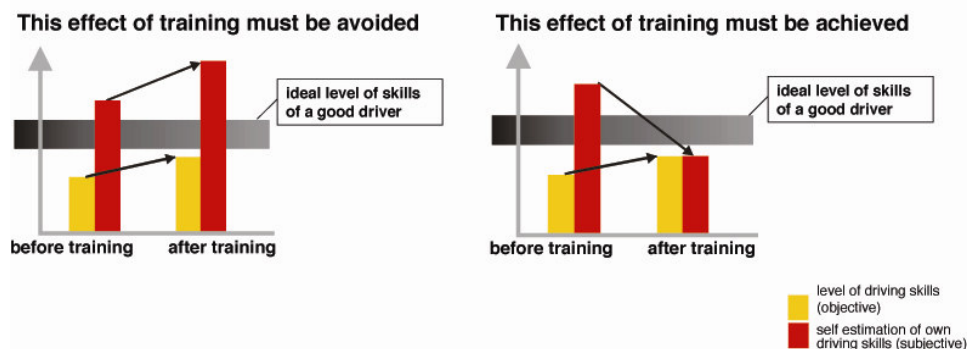 This effect of training must be avoided
ideal level of skills
of a good driver
before training
after training
This effect of training must be achieved
ideal level of skills
of a good driver
before training
after training
level of driving skills
(objective)
self estimation of own
driving skills (subjective)